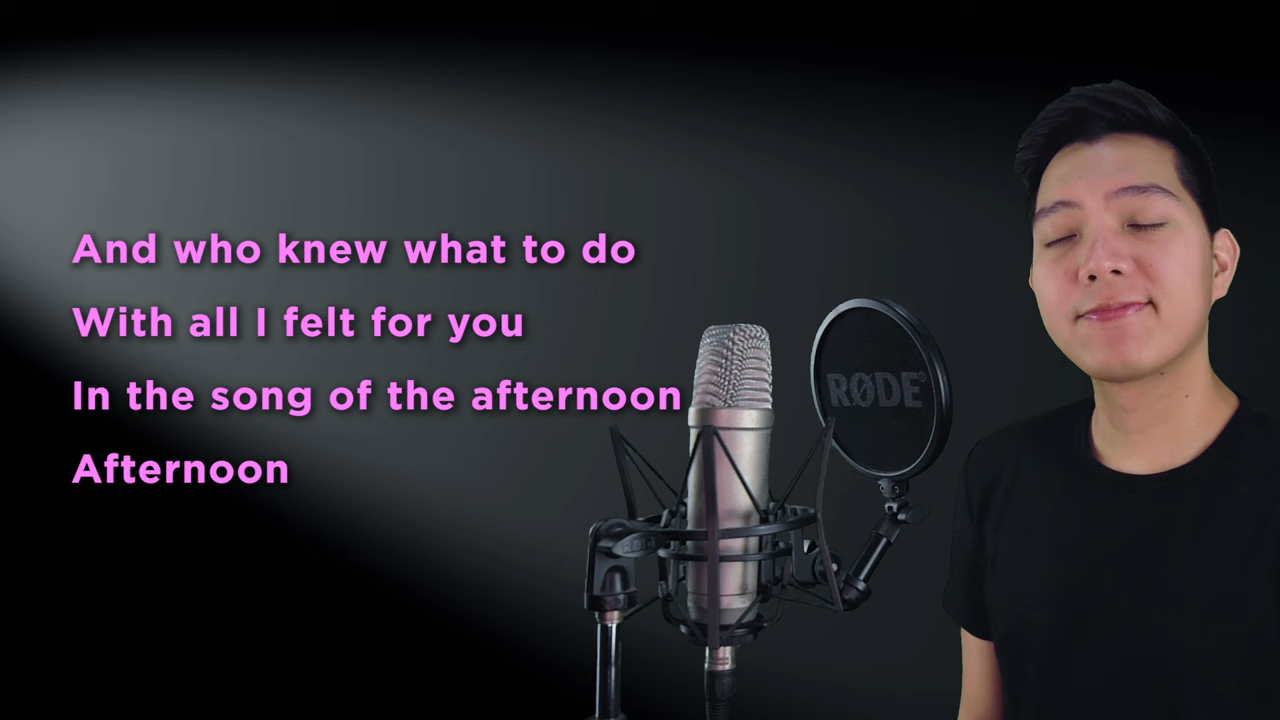 And who knew what to do
With all I felt for you
In the song of the afternoon
Afternoon
RØDE®